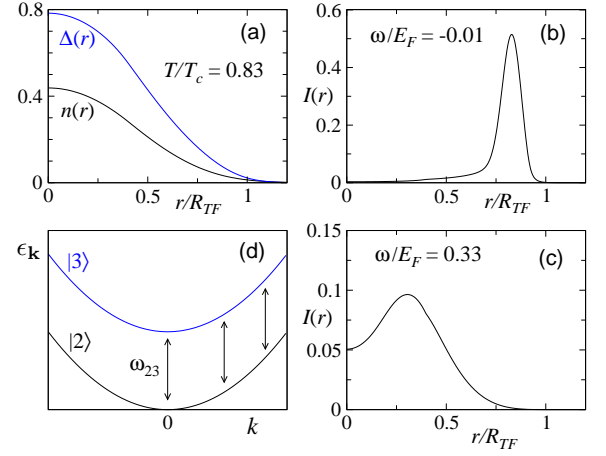 0.8
0.4
0
Δ(r)
(a)
T/T_c = 0.83
n(r)
0
0.5
1
r/R_TF
0.6
0.4
0.2
0
I(r)
ω/E_F = -0.01
(b)
0
0.5
1
r/R_TF
ϵ_k
|3⟩
(d)
|2⟩
ω_23
0
k
0.15
0.1
0.05
0
I(r)
ω/E_F = 0.33
(c)
0
0.5
1
r/R_TF